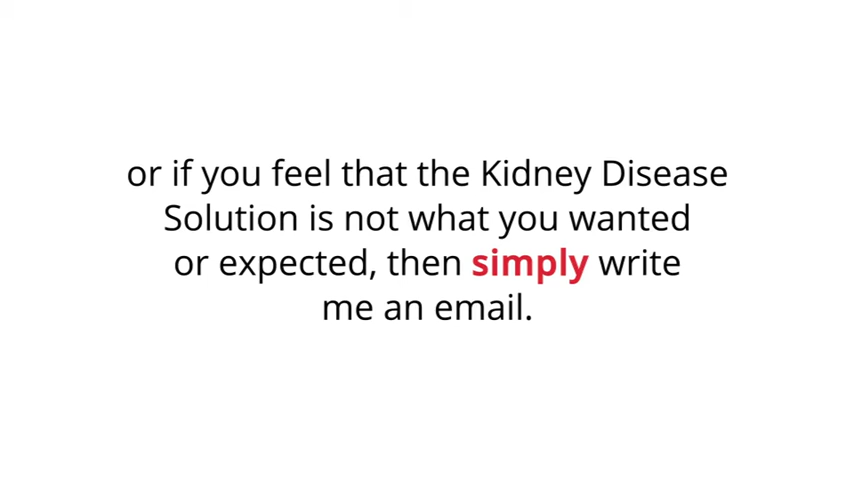 or if you feel that the Kidney Disease
Solution is not what you wanted
or expected, then simply write
me an email.